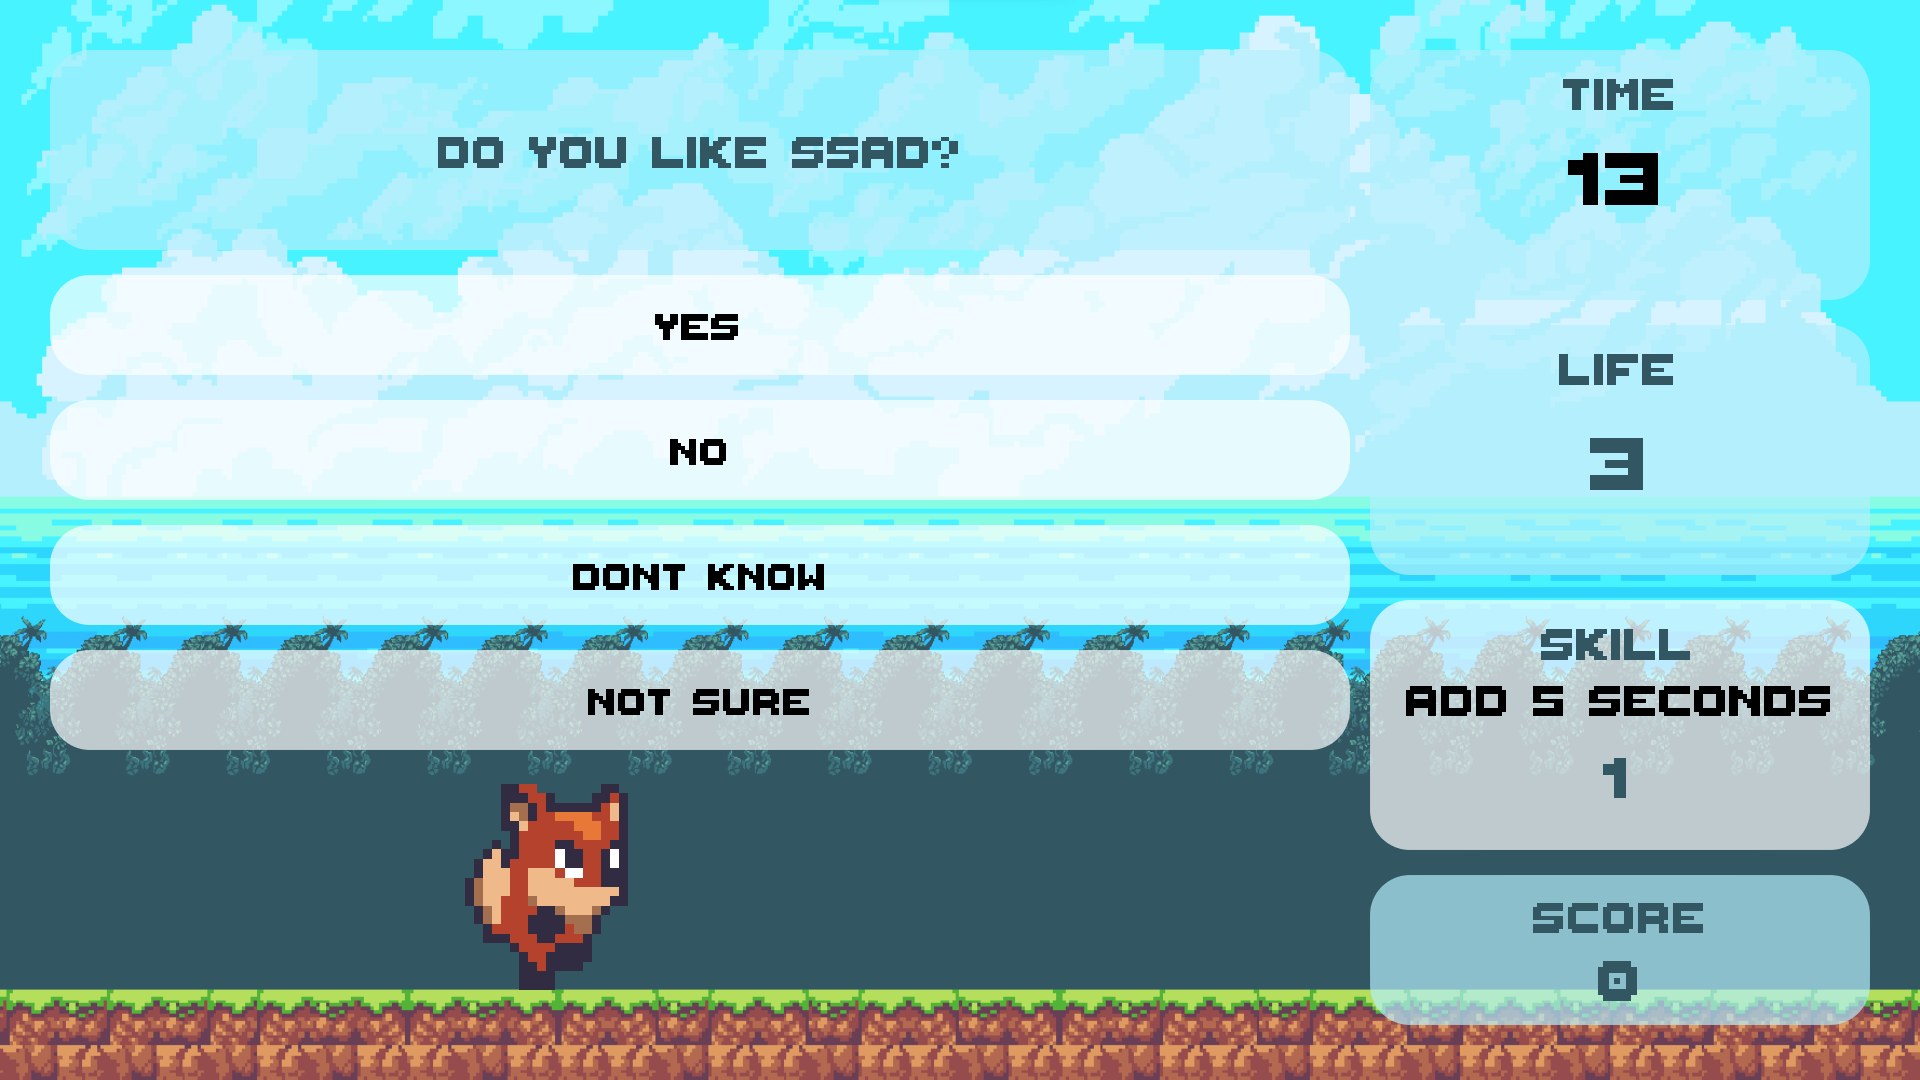 DO YOU LIKE SSAD?
YES
NO
DONT KNOW
NOT SURE
TIME
13
LIFE
3
SKILL
ADD 5 SECONDS
1
SCORE
0